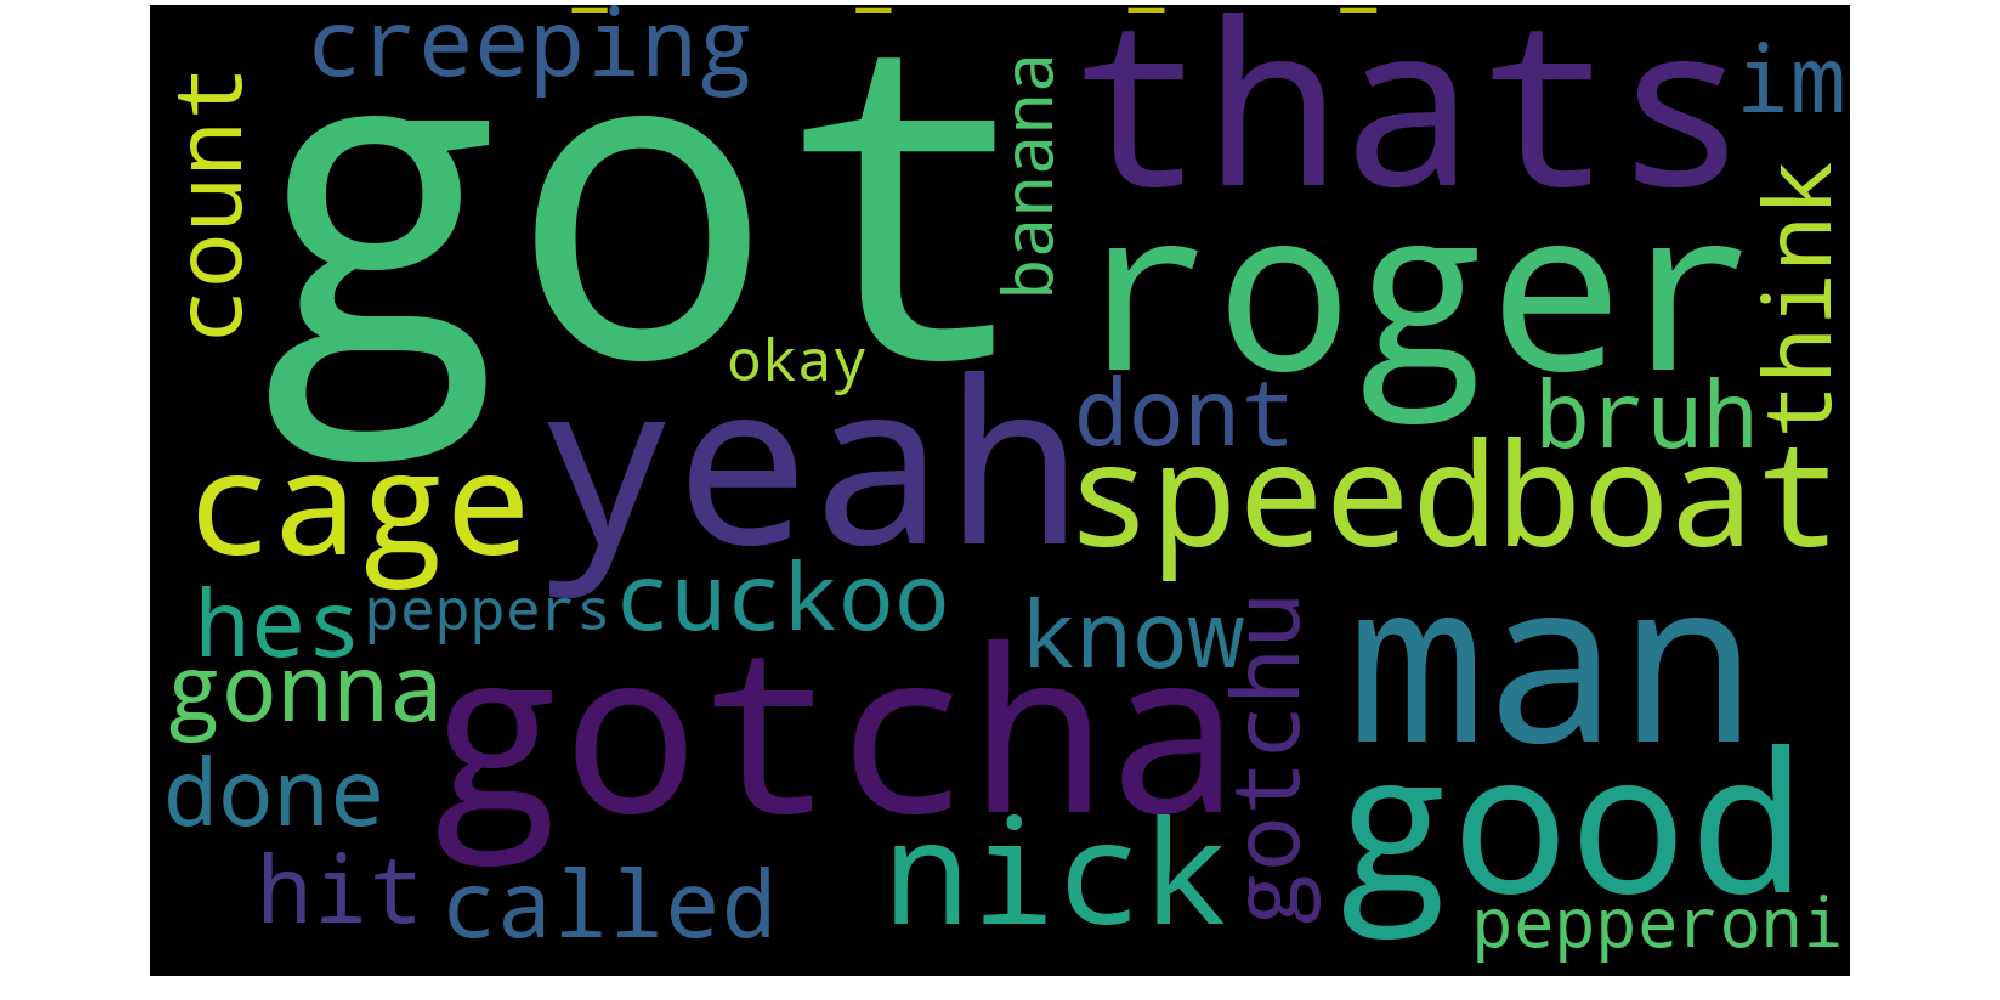 creeping
thats
im
count
got
banana
think
roger
okay
yeah
dont
bruh
cage
speedboat
hes
peppers
cuckoo
know
man
gonna
gotcha
gotchu
good
done
nick
hit
called
pepperoni